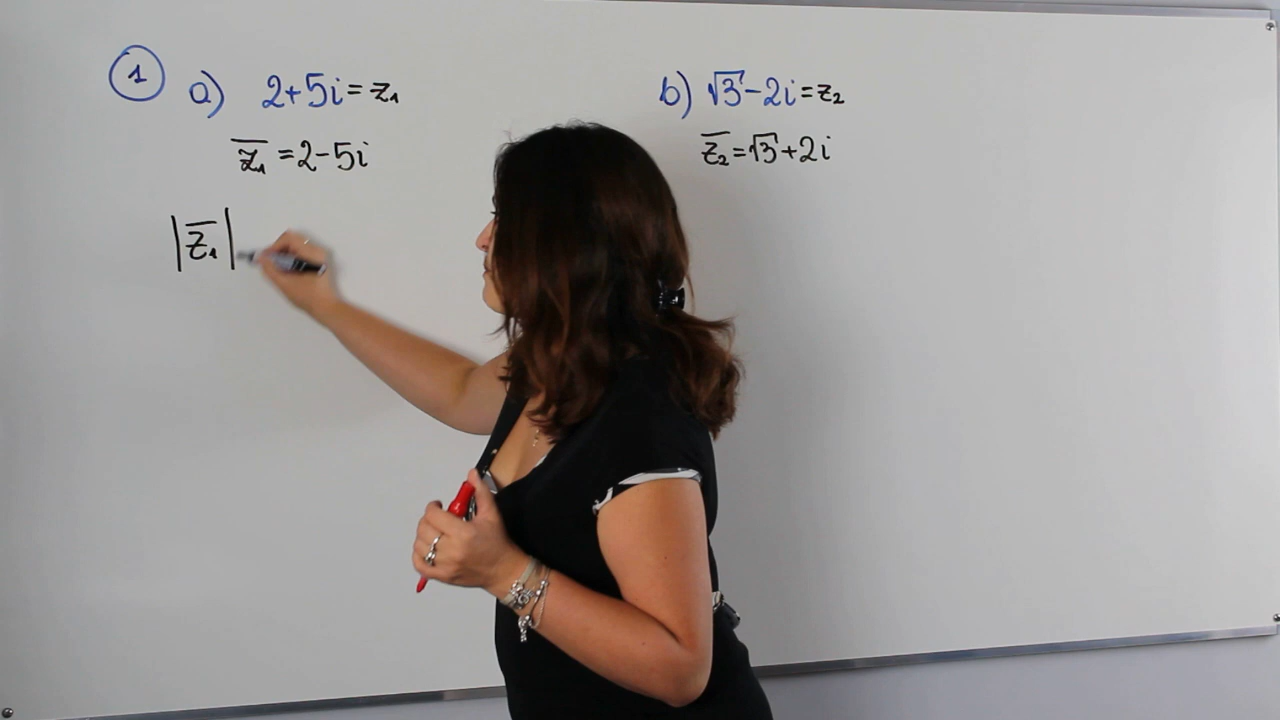 1 a) 2+5i=z₁
z̅₁=2-5i
|z̅₁|
b) √3-2i=z₂
z̅₂=√3+2i